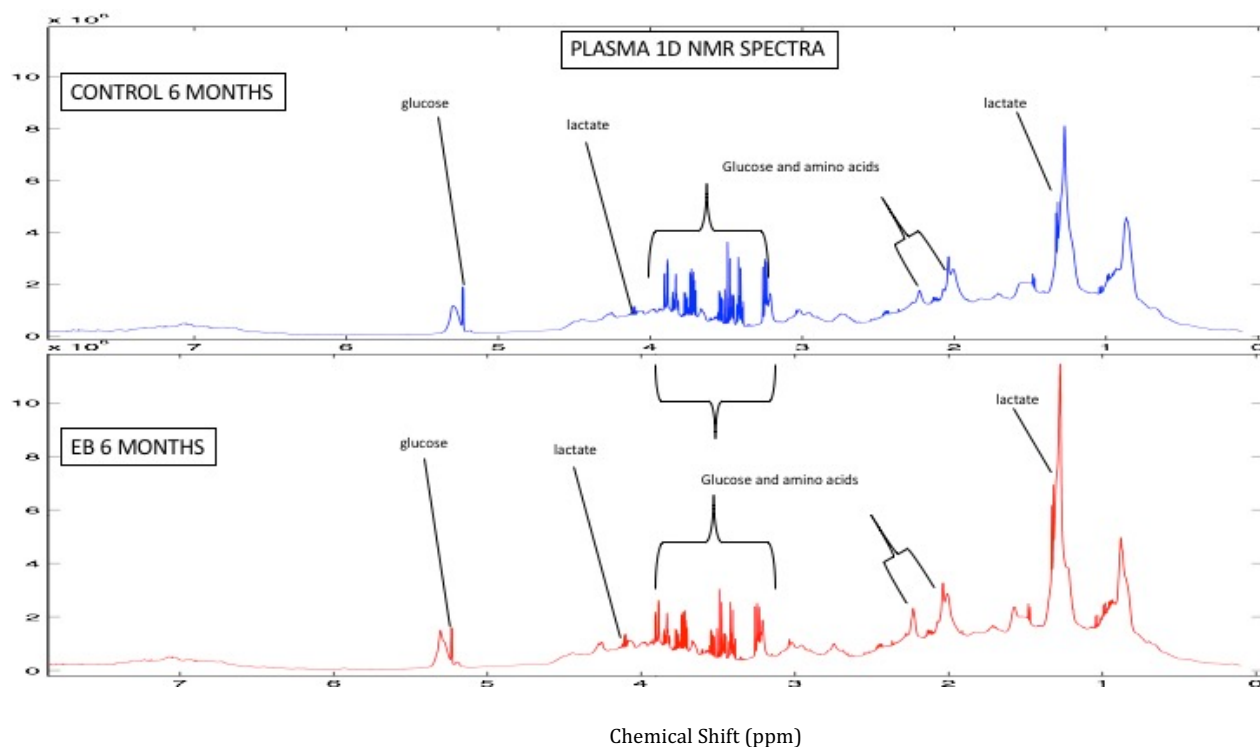 × 10⁶
PLASMA 1D NMR SPECTRA
CONTROL 6 MONTHS
10
8
6
4
2
0
glucose
lactate
Glucose and amino acids
lactate
7 6 5 4 3 2 1 0
× 10⁶
EB 6 MONTHS
10
8
6
4
2
0
glucose
lactate
Glucose and amino acids
lactate
7 6 5 4 3 2 1 0
Chemical Shift (ppm)